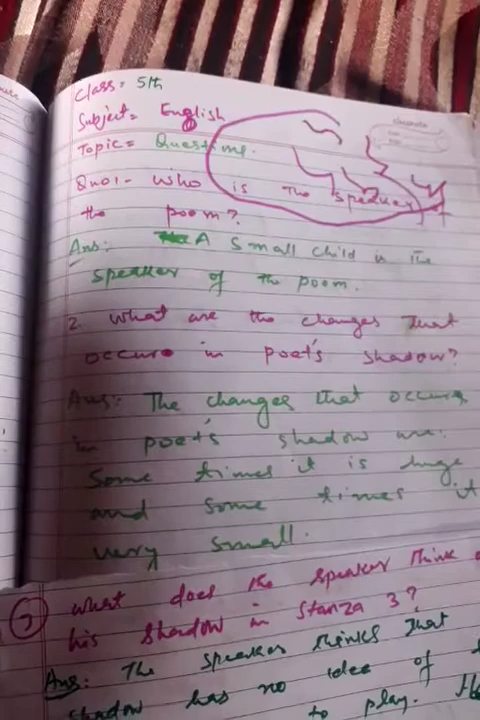 Class = 5th
Subject = English
Topic = Questions.
Qno1- Who is the speaker of
the poem?
Ans: A small child is the
speaker of the poem.
2. What are the changes that
occurs in poet's shadow?
Ans: The changes that occurs
in poet's shadow are:
Some times it is huge
and some times it
very small.
3 What does the speaker think
his shadow in Stanza 3?
Ans: The speaker thinks that
shadow has no idea of
to play.